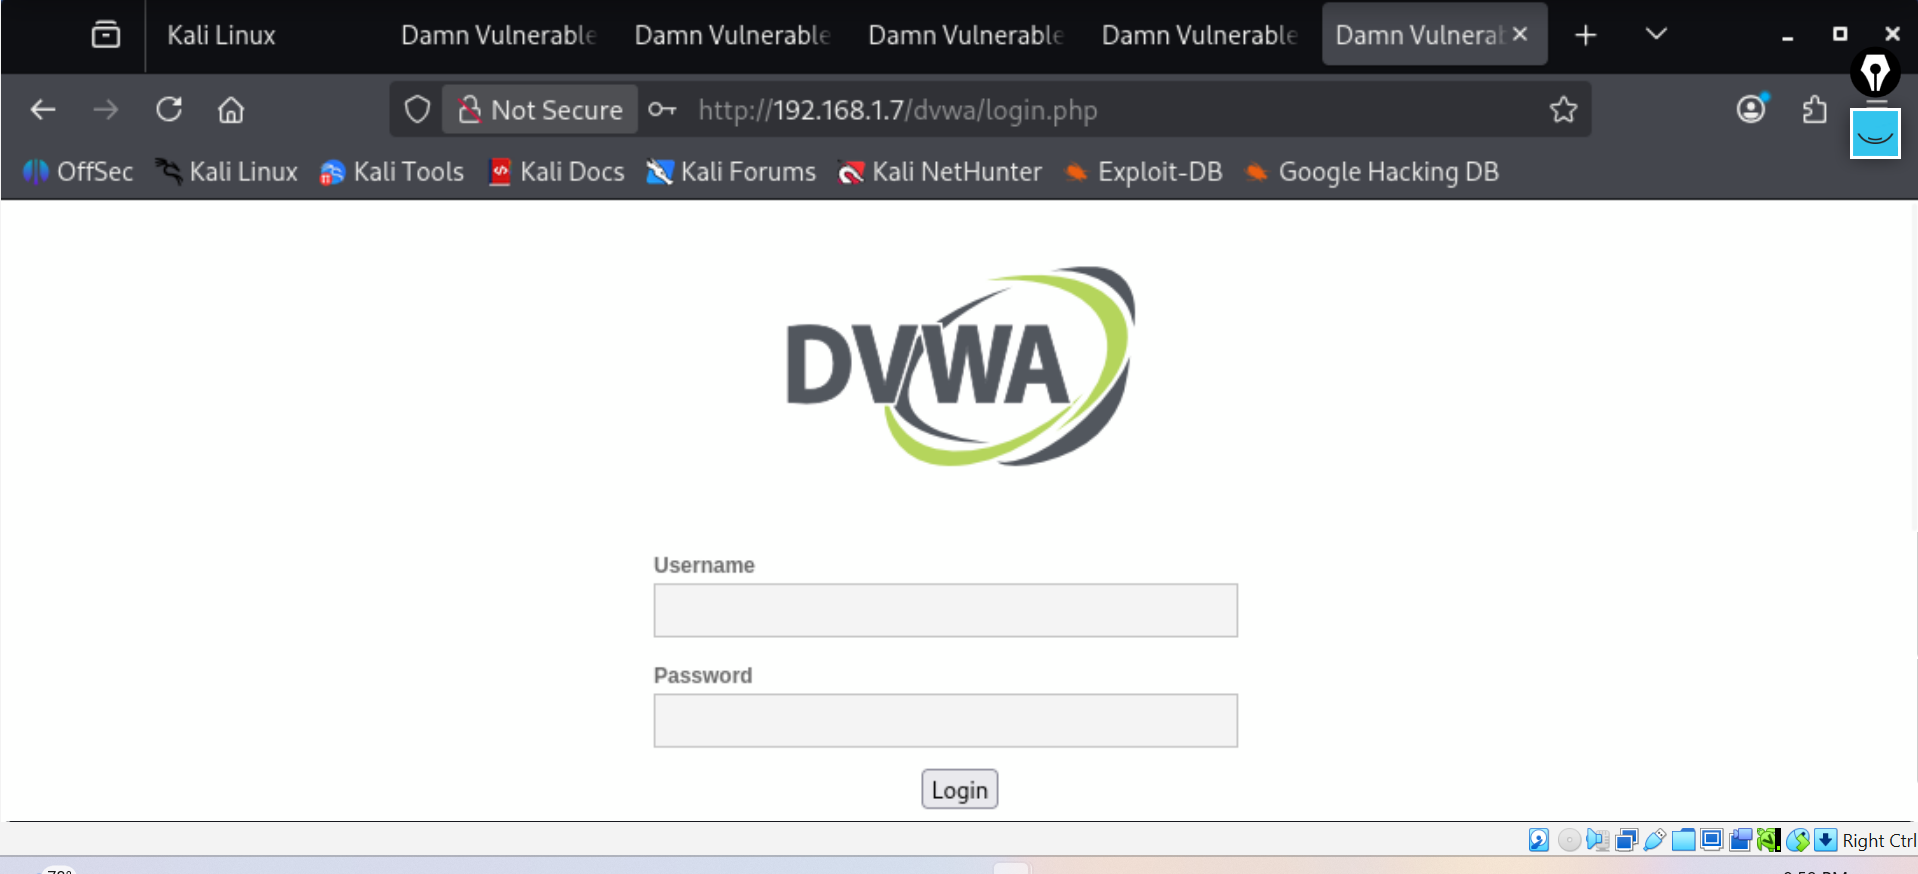 Kali Linux
Damn Vulnerable
Damn Vulnerable
Damn Vulnerable
Damn Vulnerable
Damn Vulnerab
Not Secure
http://192.168.1.7/dvwa/login.php
OffSec
Kali Linux
Kali Tools
Kali Docs
Kali Forums
Kali NetHunter
Exploit-DB
Google Hacking DB
DVWA
Username
Password
Login
Right Ctrl